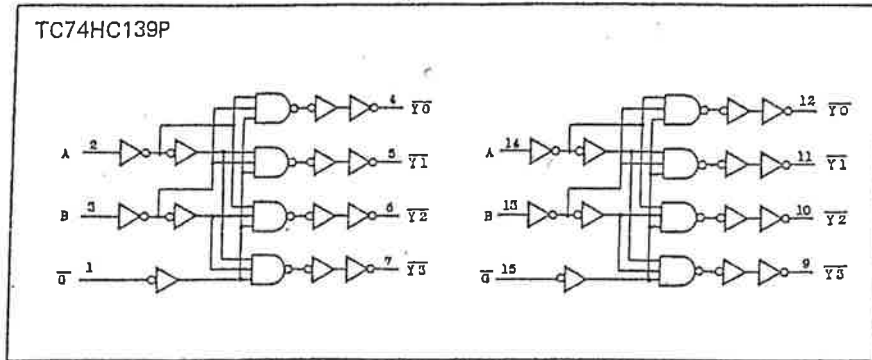 TC74HC139P
4 Y0
A 2
5 Y1
B 3
6 Y2
G 1
7 Y3
12 Y0
A 14
11 Y1
B 13
10 Y2
G 15
9 Y3